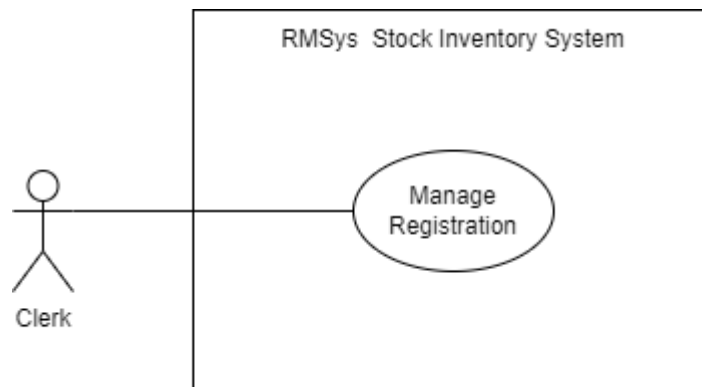 RMSys  Stock Inventory System
Manage
Registration
Clerk